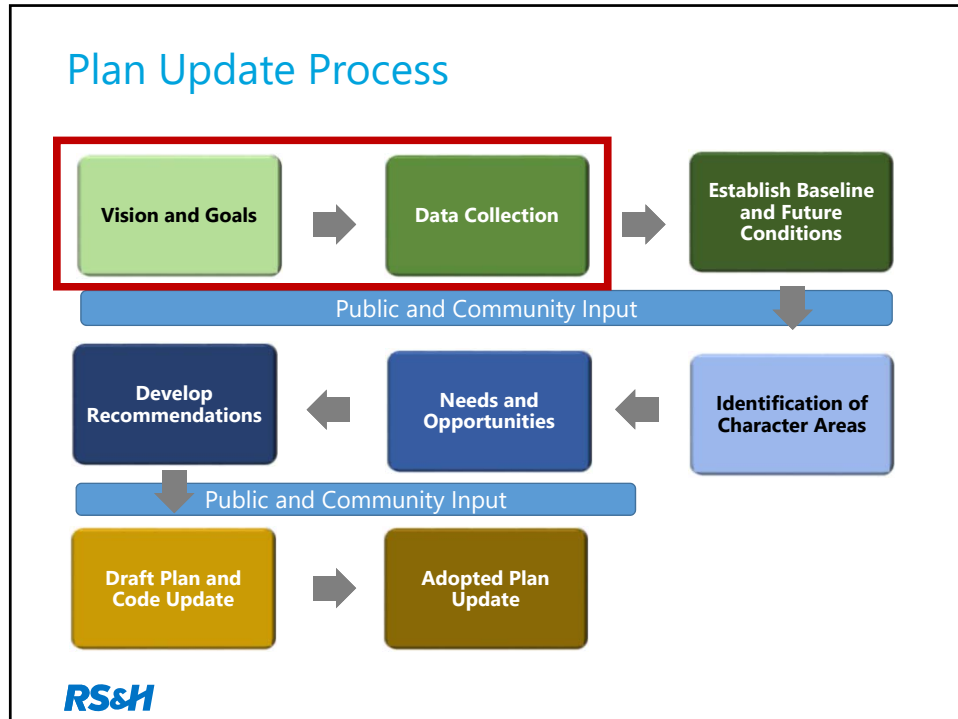 Plan Update Process
Vision and Goals
Data Collection
Establish Baseline
and Future
Conditions
Public and Community Input
Identification of
Character Areas
Needs and
Opportunities
Develop
Recommendations
Public and Community Input
Draft Plan and
Code Update
Adopted Plan
Update
RS&H